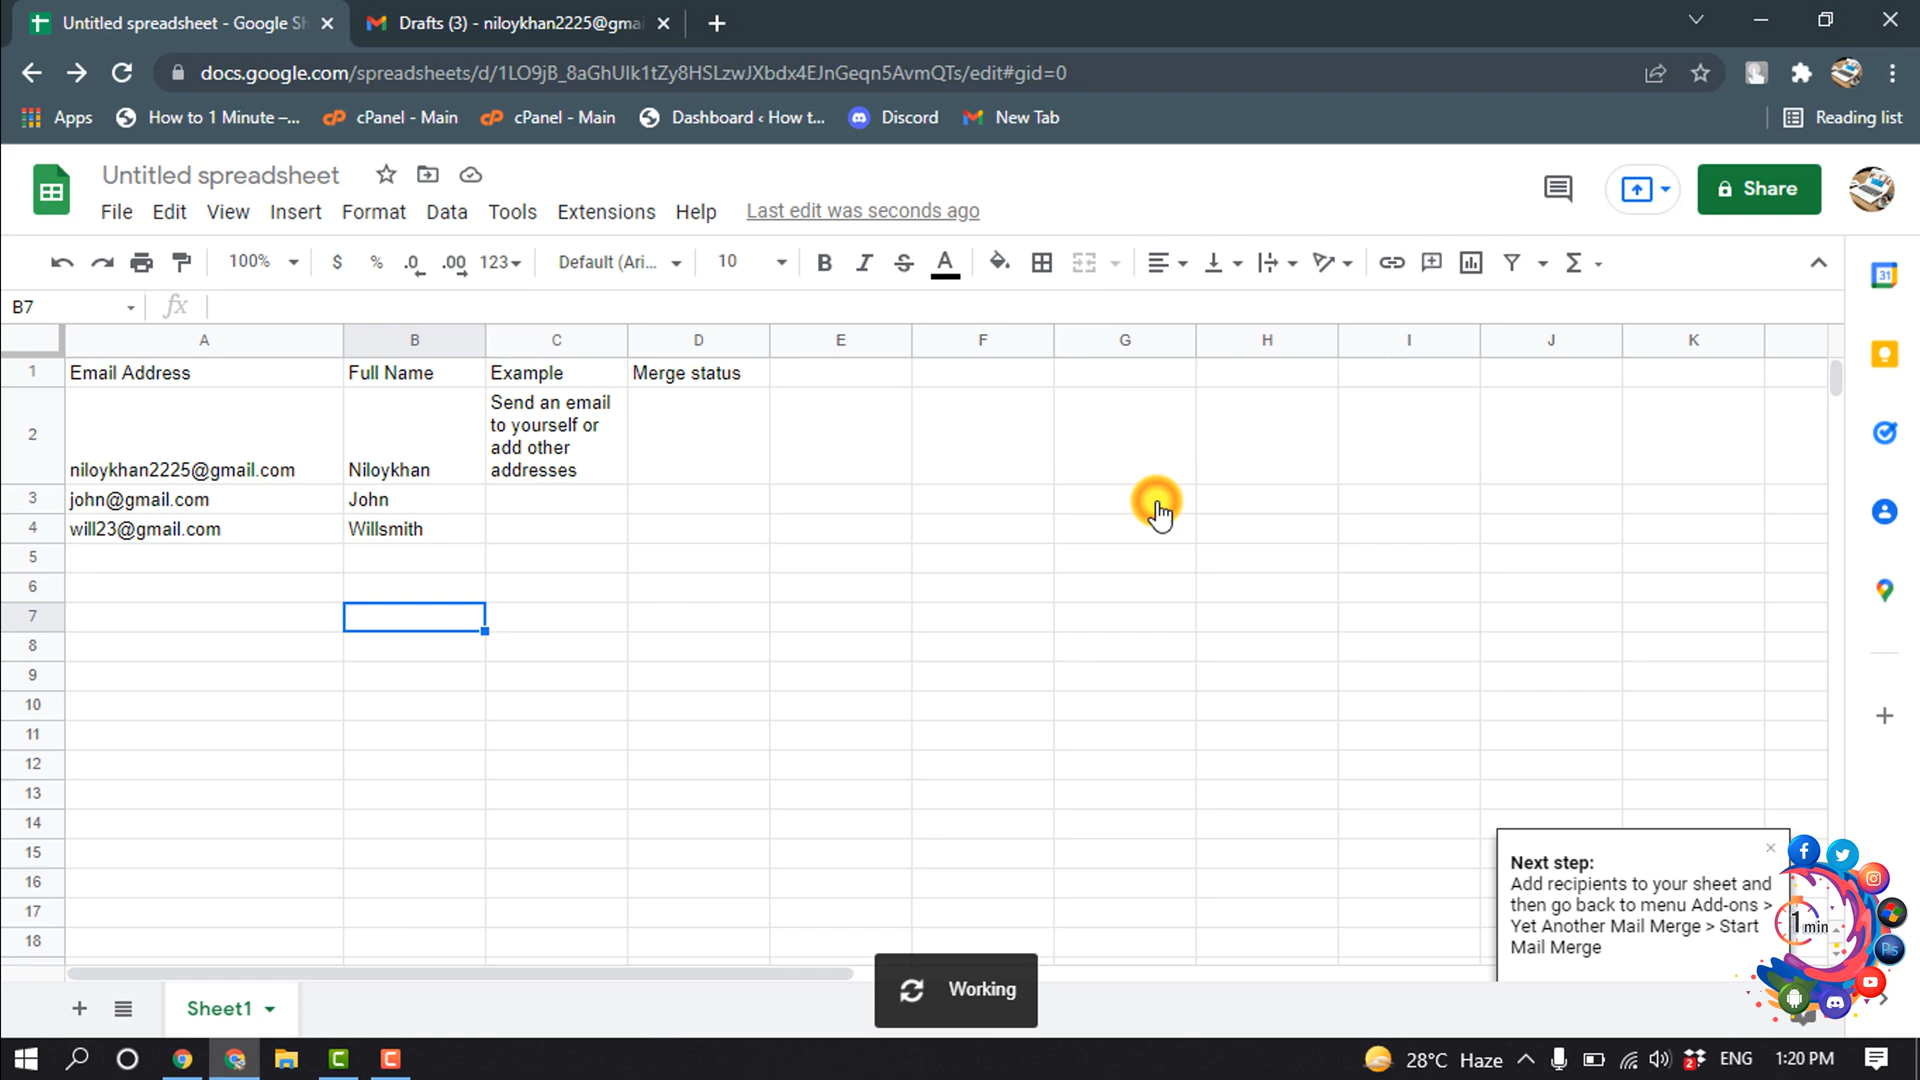 Untitled spreadsheet - Google Sh
Drafts (3) - niloykhan2225@gmai
docs.google.com/spreadsheets/d/1LO9jB_8aGhUIk1tZy8HSLzwJXbdx4EJnGeqn5AvmQTs/edit#gid=0
Apps
How to 1 Minute –...
cPanel - Main
cPanel - Main
Dashboard ‹ How t...
Discord
New Tab
Reading list
Untitled spreadsheet
Share
File Edit View Insert Format Data Tools Extensions Help Last edit was seconds ago
100% $ % .0 .00 123 Default (Ari... 10 B I S A
31
B7 fx
A B C D E F G H I J K
1 Email Address Full Name Example Merge status
2 niloykhan2225@gmail.com Niloykhan Send an email
to yourself or
add other
addresses
3 john@gmail.com John
4 will23@gmail.com Willsmith
5
6
7
8
9
10
11
12
13
14
15
16
17
18
Next step:
Add recipients to your sheet and
then go back to menu Add-ons >
Yet Another Mail Merge > Start
Mail Merge
1 min
Ps
Working
Sheet1
28°C Haze
2
ENG
1:20 PM